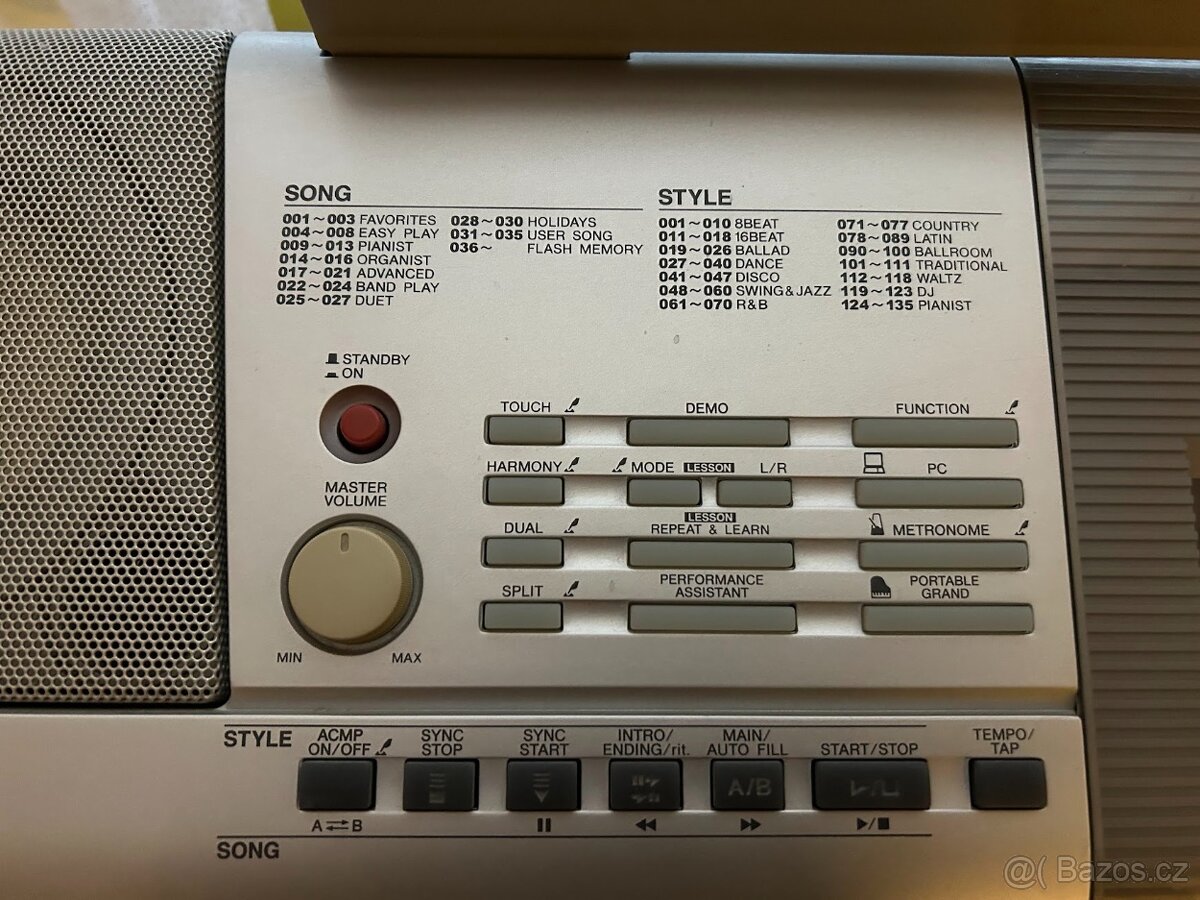 SONG
001~003 FAVORITES
004~008 EASY PLAY
009~013 PIANIST
014~016 ORGANIST
017~021 ADVANCED
022~024 BAND PLAY
025~027 DUET
028~030 HOLIDAYS
031~035 USER SONG
036~ FLASH MEMORY
STYLE
001~010 8BEAT
011~018 16BEAT
019~026 BALLAD
027~040 DANCE
041~047 DISCO
048~060 SWING&JAZZ
061~070 R&B
071~077 COUNTRY
078~089 LATIN
090~100 BALLROOM
101~111 TRADITIONAL
112~118 WALTZ
119~123 DJ
124~135 PIANIST
STANDBY
ON
MASTER
VOLUME
MIN MAX
TOUCH DEMO FUNCTION
HARMONY MODE LESSON L/R PC
DUAL LESSON
REPEAT & LEARN METRONOME
SPLIT PERFORMANCE
ASSISTANT PORTABLE
GRAND
STYLE
ACMP
ON/OFF
SYNC
STOP
SYNC
START
INTRO/
ENDING/rit.
MAIN/
AUTO FILL
START/STOP
TEMPO/
TAP
A/B
A⇄B
SONG
@( Bazos.cz